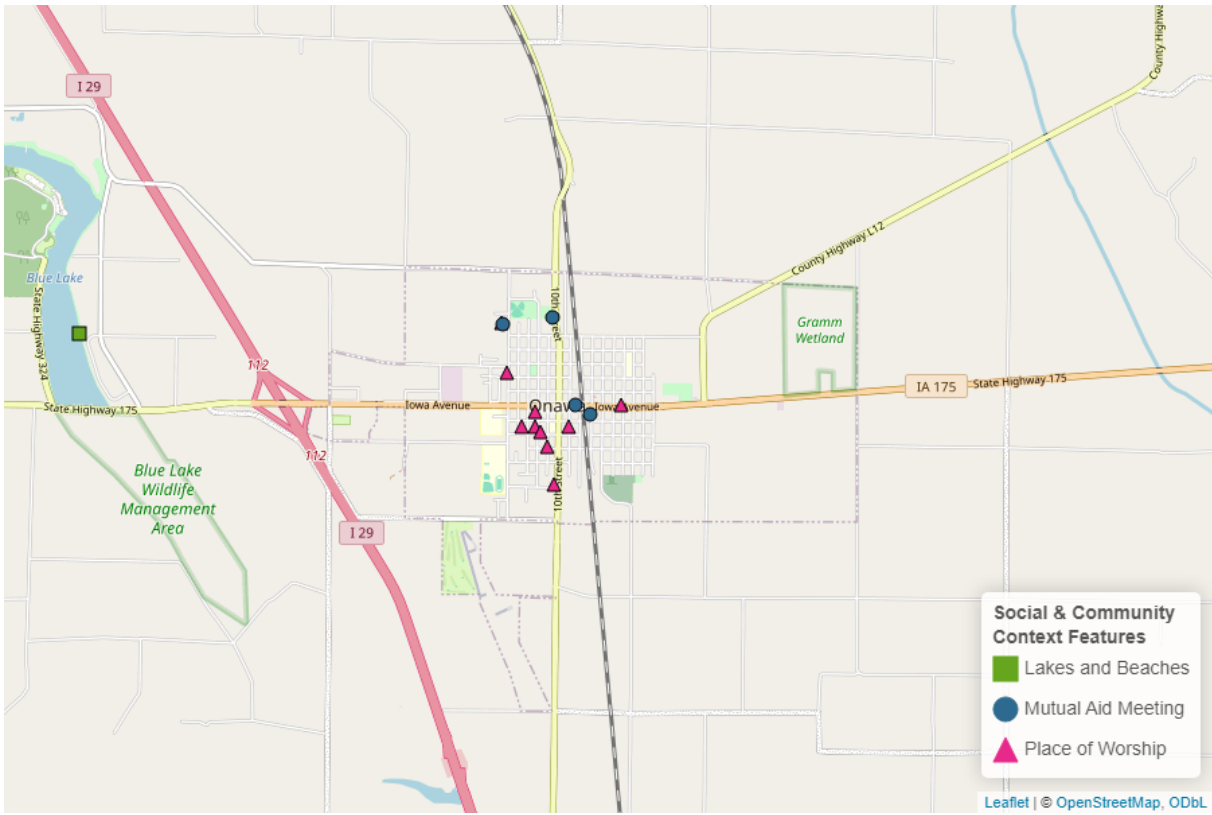 I 29
County Highway
County Highway L12
Blue Lake
State Highway 324
10th Street
Gramm
Wetland
112
IA 175
State Highway 175
State Highway 175
Iowa Avenue
Onawa
Iowa Avenue
112
Blue Lake
Wildlife
Management
Area
10th Street
I 29
Social & Community
Context Features
Lakes and Beaches
Mutual Aid Meeting
Place of Worship
Leaflet | © OpenStreetMap, ODbL